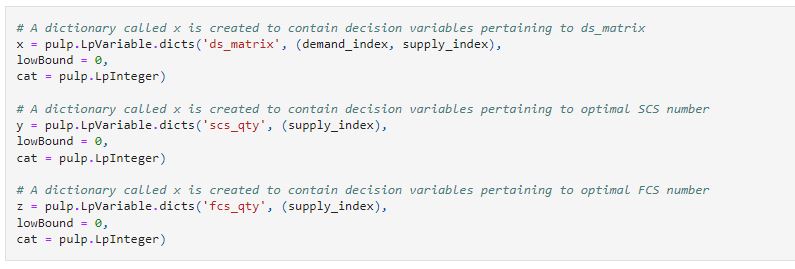 # A dictionary called x is created to contain decision variables pertaining to ds_matrix
x = pulp.LpVariable.dicts('ds_matrix', (demand_index, supply_index),
lowBound = 0,
cat = pulp.LpInteger)

# A dictionary called x is created to contain decision variables pertaining to optimal SCS number
y = pulp.LpVariable.dicts('scs_qty', (supply_index),
lowBound = 0,
cat = pulp.LpInteger)

# A dictionary called x is created to contain decision variables pertaining to optimal FCS number
z = pulp.LpVariable.dicts('fcs_qty', (supply_index),
lowBound = 0,
cat = pulp.LpInteger)